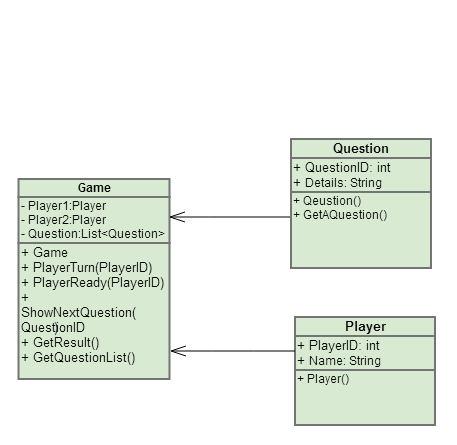 Game
- Player1:Player
- Player2:Player
- Question:List<Question>
+ Game
+ PlayerTurn(PlayerID)
+ PlayerReady(PlayerID)
+
ShowNextQuestion(
QuestionID
+ GetResult()
+ GetQuestionList()
Question
+ QuestionID: int
+ Details: String
+ Qeustion()
+ GetAQuestion()
Player
+ PlayerID: int
+ Name: String
+ Player()